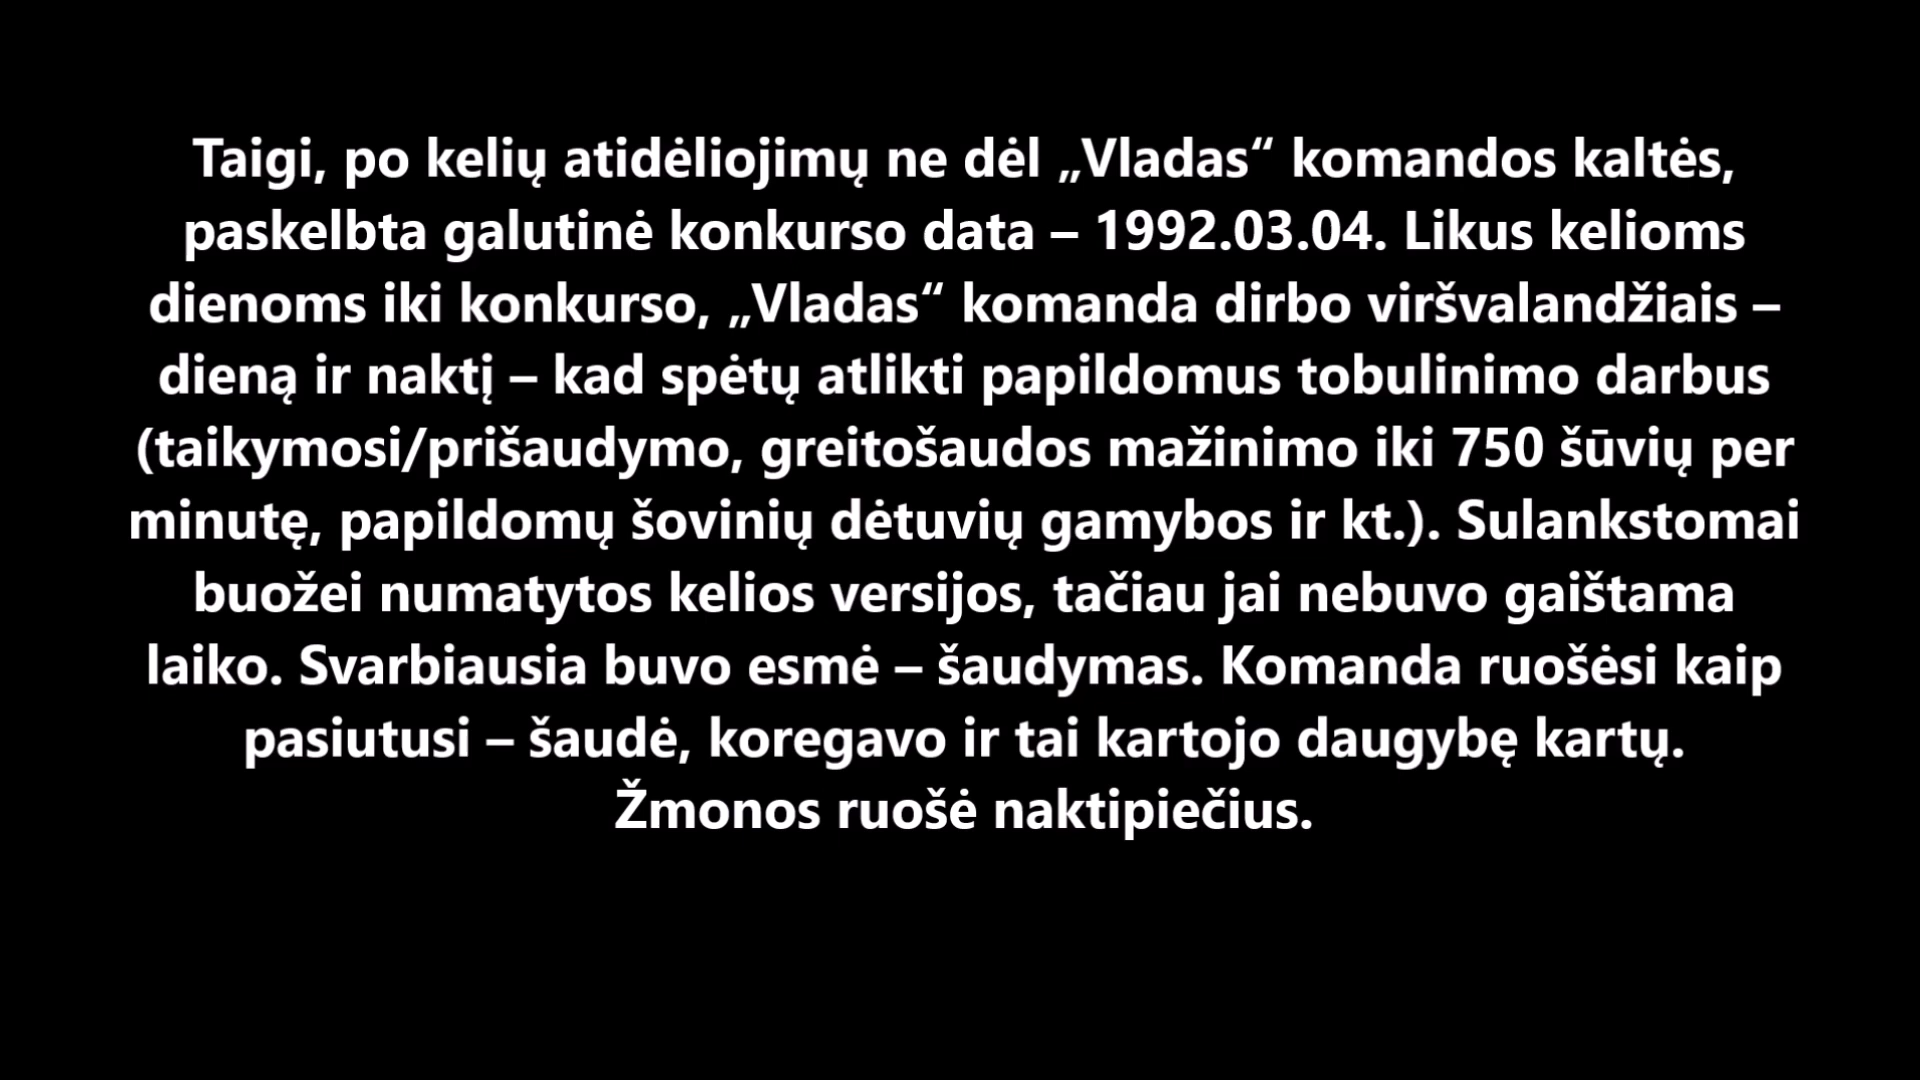 Taigi, po kelių atidėliojimų ne dėl „Vladas“ komandos kaltės,
paskelbta galutinė konkurso data – 1992.03.04. Likus kelioms
dienoms iki konkurso, „Vladas“ komanda dirbo viršvalandžiais –
dieną ir naktį – kad spėtų atlikti papildomus tobulinimo darbus
(taikymosi/prišaudymo, greitošaudos mažinimo iki 750 šūvių per
minutę, papildomų šovinių dėtuvių gamybos ir kt.). Sulankstomai
buožei numatytos kelios versijos, tačiau jai nebuvo gaištama
laiko. Svarbiausia buvo esmė – šaudymas. Komanda ruošėsi kaip
pasiutusi – šaudė, koregavo ir tai kartojo daugybę kartų.
Žmonos ruošė naktipiečius.